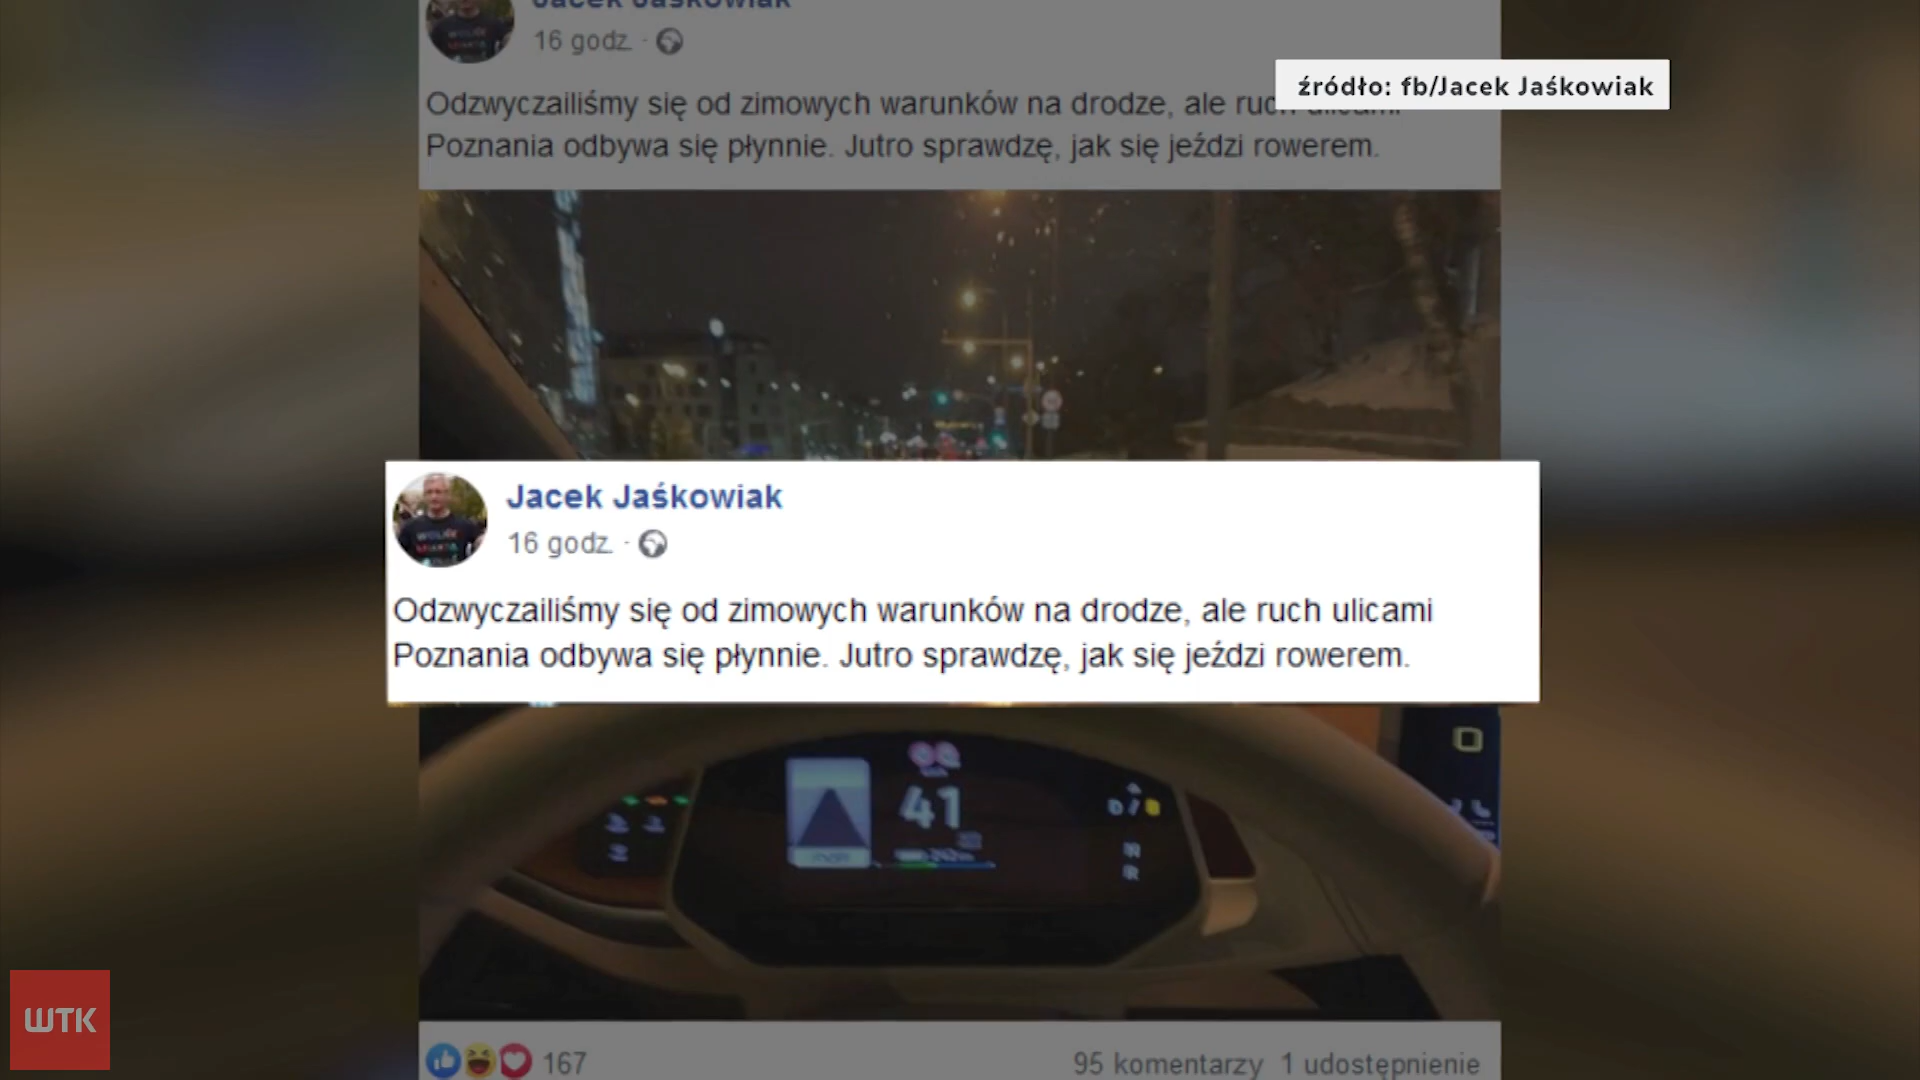 Jacek Jaśkowiak
16 godz. ·
źródło: fb/Jacek Jaśkowiak
Odzwyczailiśmy się od zimowych warunków na drodze, ale ruch ulicami
Poznania odbywa się płynnie. Jutro sprawdzę, jak się jeździ rowerem.
Jacek Jaśkowiak
16 godz. ·
Odzwyczailiśmy się od zimowych warunków na drodze, ale ruch ulicami
Poznania odbywa się płynnie. Jutro sprawdzę, jak się jeździ rowerem.
41
WTK
167
95 komentarzy 1 udostępnienie